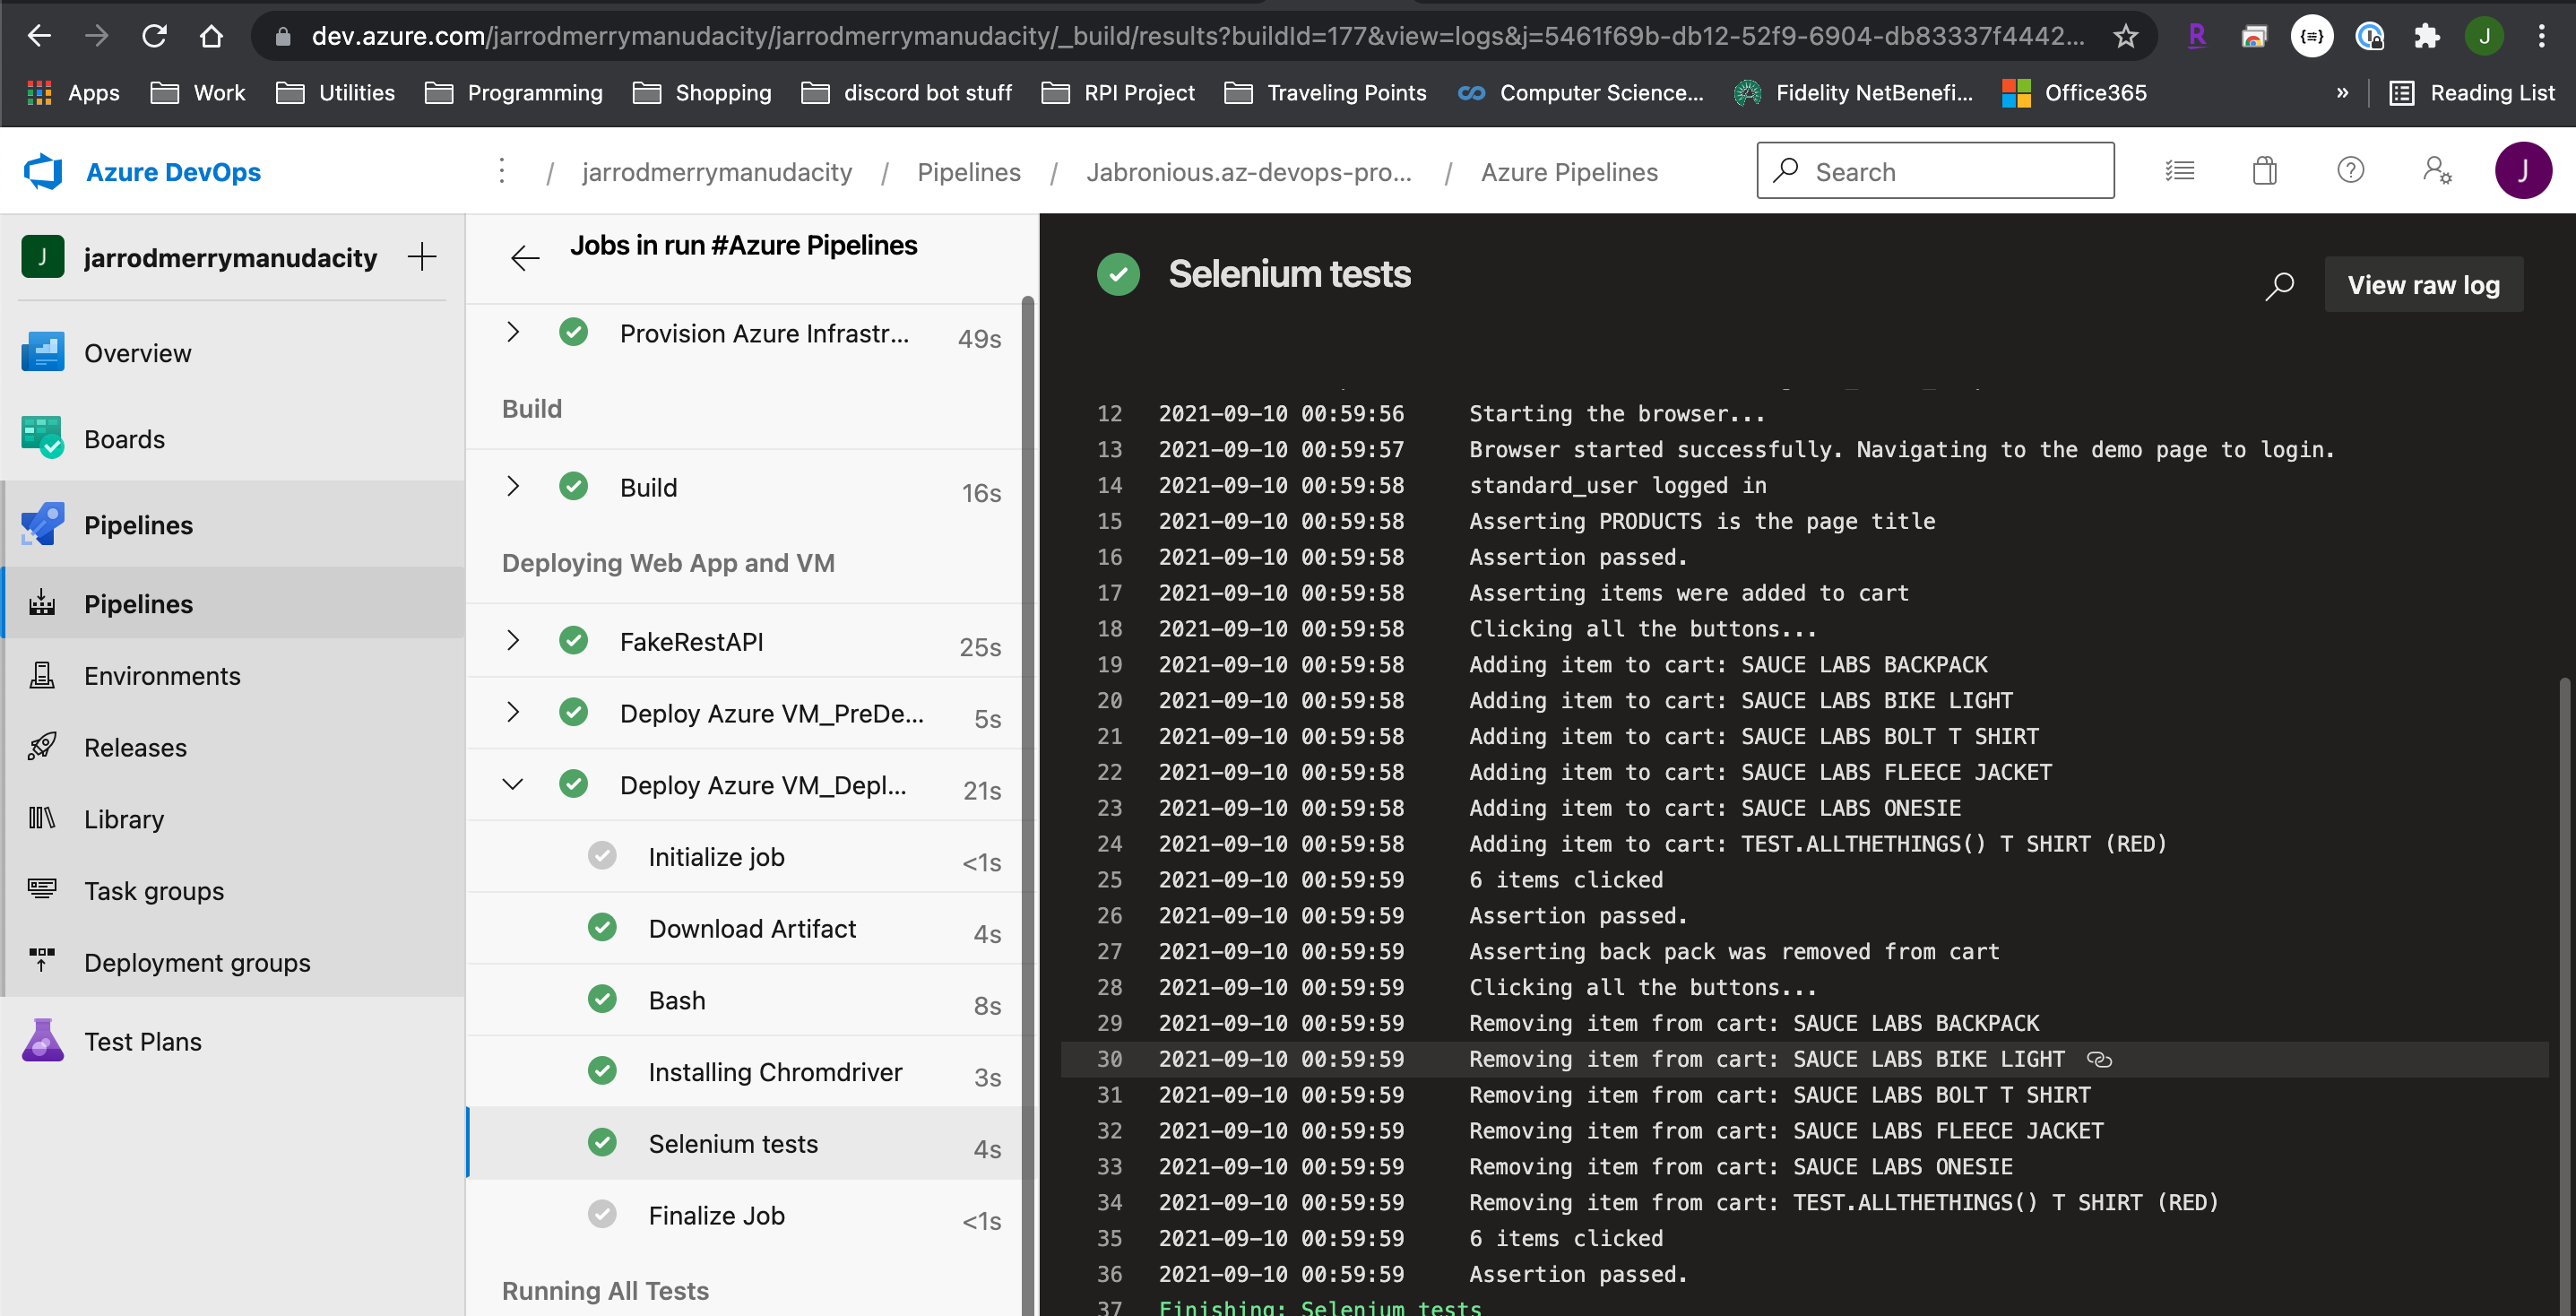 dev.azure.com/jarrodmerrymanudacity/jarrodmerrymanudacity/_build/results?buildId=177&view=logs&j=5461f69b-db12-52f9-6904-db83337f4442...
R
J
Apps
Work
Utilities
Programming
Shopping
discord bot stuff
RPI Project
Traveling Points
Computer Science...
Fidelity NetBenefi...
Office365
»
Reading List
Azure DevOps
/ jarrodmerrymanudacity / Pipelines / Jabronious.az-devops-pro... / Azure Pipelines
Search
J
J
jarrodmerrymanudacity
Overview
Boards
Pipelines
Pipelines
Environments
Releases
Library
Task groups
Deployment groups
Test Plans
Jobs in run #Azure Pipelines
Provision Azure Infrastr... 49s
Build
Build 16s
Deploying Web App and VM
FakeRestAPI 25s
Deploy Azure VM_PreDe... 5s
Deploy Azure VM_Depl... 21s
Initialize job <1s
Download Artifact 4s
Bash 8s
Installing Chromdriver 3s
Selenium tests 4s
Finalize Job <1s
Running All Tests
Selenium tests
View raw log
12 2021-09-10 00:59:56 Starting the browser...
13 2021-09-10 00:59:57 Browser started successfully. Navigating to the demo page to login.
14 2021-09-10 00:59:58 standard_user logged in
15 2021-09-10 00:59:58 Asserting PRODUCTS is the page title
16 2021-09-10 00:59:58 Assertion passed.
17 2021-09-10 00:59:58 Asserting items were added to cart
18 2021-09-10 00:59:58 Clicking all the buttons...
19 2021-09-10 00:59:58 Adding item to cart: SAUCE LABS BACKPACK
20 2021-09-10 00:59:58 Adding item to cart: SAUCE LABS BIKE LIGHT
21 2021-09-10 00:59:58 Adding item to cart: SAUCE LABS BOLT T SHIRT
22 2021-09-10 00:59:58 Adding item to cart: SAUCE LABS FLEECE JACKET
23 2021-09-10 00:59:58 Adding item to cart: SAUCE LABS ONESIE
24 2021-09-10 00:59:58 Adding item to cart: TEST.ALLTHETHINGS() T SHIRT (RED)
25 2021-09-10 00:59:59 6 items clicked
26 2021-09-10 00:59:59 Assertion passed.
27 2021-09-10 00:59:59 Asserting back pack was removed from cart
28 2021-09-10 00:59:59 Clicking all the buttons...
29 2021-09-10 00:59:59 Removing item from cart: SAUCE LABS BACKPACK
30 2021-09-10 00:59:59 Removing item from cart: SAUCE LABS BIKE LIGHT
31 2021-09-10 00:59:59 Removing item from cart: SAUCE LABS BOLT T SHIRT
32 2021-09-10 00:59:59 Removing item from cart: SAUCE LABS FLEECE JACKET
33 2021-09-10 00:59:59 Removing item from cart: SAUCE LABS ONESIE
34 2021-09-10 00:59:59 Removing item from cart: TEST.ALLTHETHINGS() T SHIRT (RED)
35 2021-09-10 00:59:59 6 items clicked
36 2021-09-10 00:59:59 Assertion passed.
37 Finishing: Selenium tests